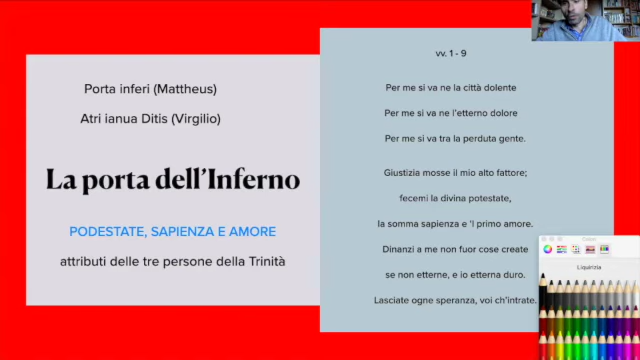 Porta inferi (Mattheus)
Atri ianua Ditis (Virgilio)
La porta dell'Inferno
PODESTATE, SAPIENZA E AMORE
attributi delle tre persone della Trinità
vv. 1 - 9
Per me si va ne la città dolente
Per me si va ne l'etterno dolore
Per me si va tra la perduta gente.
Giustizia mosse il mio alto fattore;
fecemi la divina potestate,
la somma sapienza e 'l primo amore.
Dinanzi a me non fuor cose create
se non etterne, e io etterna duro.
Lasciate ogne speranza, voi ch'intrate.
Colori
Liquirizia